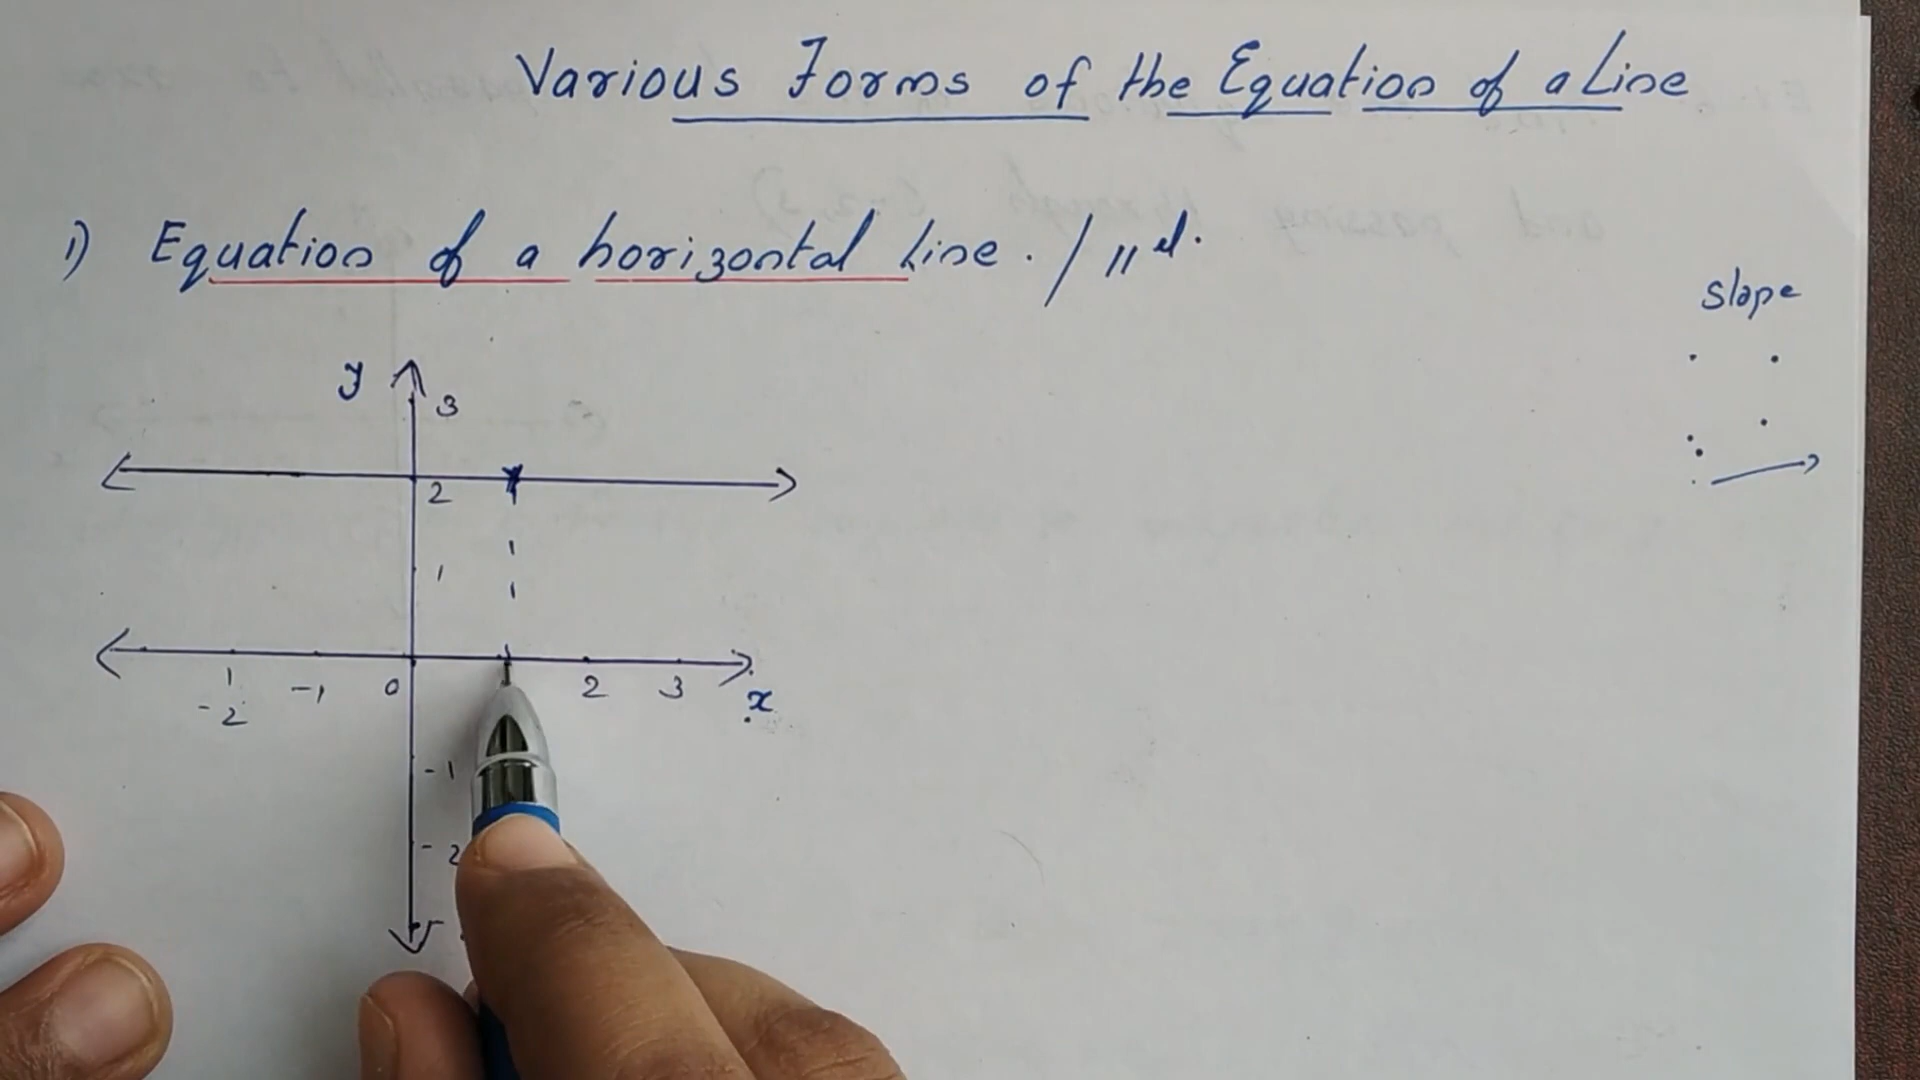 Various Forms of the Equation of a Line
1) Equation of a horizontal line . / ||el.
slope
y
3
2
1
-2 -1 0 2 3 x
-1
-2